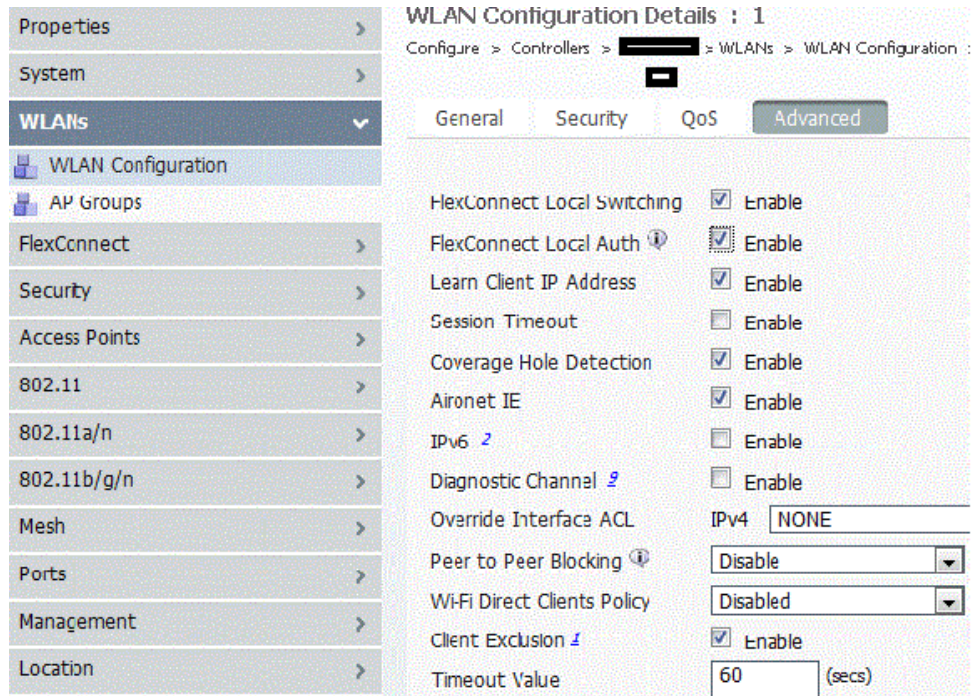 Properties
System
WLANs
WLAN Configuration
AP Groups
FlexConnect
Security
Access Points
802.11
802.11a/n
802.11b/g/n
Mesh
Ports
Management
Location
WLAN Configuration Details : 1
Configure > Controllers > > WLANs > WLAN Configuration :
General Security QoS Advanced
FlexConnect Local Switching Enable
FlexConnect Local Auth Enable
Learn Client IP Address Enable
Session Timeout Enable
Coverage Hole Detection Enable
Aironet IE Enable
IPv6 2 Enable
Diagnostic Channel 9 Enable
Override Interface ACL IPv4 NONE
Peer to Peer Blocking Disable
Wi-Fi Direct Clients Policy Disabled
Client Exclusion 1 Enable
Timeout Value 60 (secs)